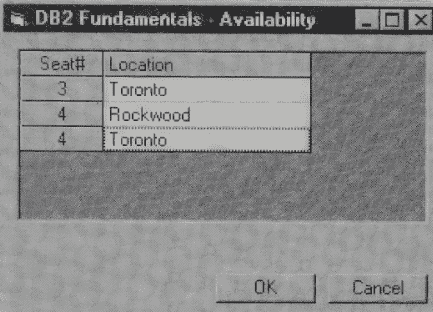 DB2 Fundamentals - Availability
Seat# Location
3 Toronto
4 Rockwood
4 Toronto
OK Cancel